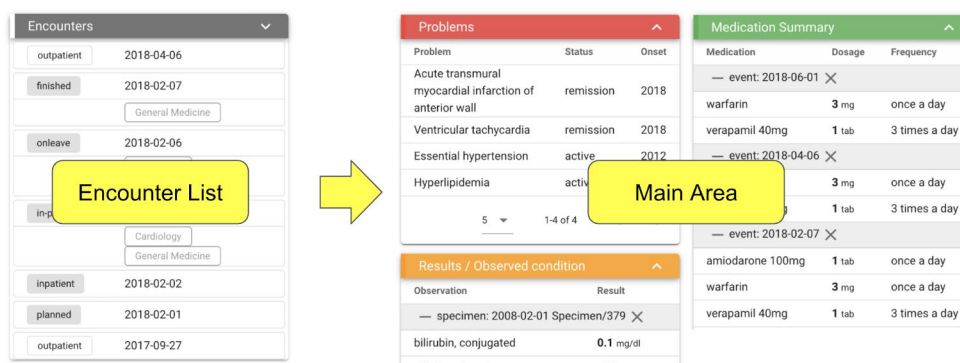 Encounters
outpatient 2018-04-06
finished 2018-02-07
General Medicine
onleave 2018-02-06
Encounter List
Cardiology
General Medicine
inpatient 2018-02-02
planned 2018-02-01
outpatient 2017-09-27
Problems
Problem Status Onset
Acute transmural
myocardial infarction of remission 2018
anterior wall
Ventricular tachycardia remission 2018
Essential hypertension active 2012
Hyperlipidemia
Main Area
5 1-4 of 4
Results / Observed condition
Observation Result
— specimen: 2008-02-01 Specimen/379 ×
bilirubin, conjugated 0.1 mg/dl
Medication Summary
Medication Dosage Frequency
— event: 2018-06-01 ×
warfarin 3 mg once a day
verapamil 40mg 1 tab 3 times a day
— event: 2018-04-06 ×
3 mg once a day
1 tab 3 times a day
— event: 2018-02-07 ×
amiodarone 100mg 1 tab once a day
warfarin 3 mg once a day
verapamil 40mg 1 tab 3 times a day